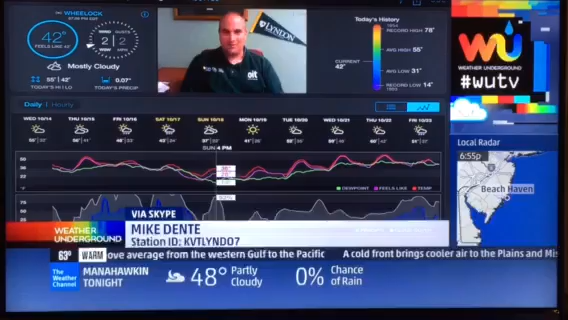 WHEELOCK
42°
FEELS LIKE 42°
WIND
GUSTS
2
2
Mostly Cloudy
55° | 42°
TODAY'S HI | LO
0.07"
TODAY'S PRECIP
LYNDON
Today's History
1954
RECORD HIGH 78°
AVG HIGH 55°
CURRENT
42°
AVG LOW 31°
RECORD LOW 14°
WU
WEATHER UNDERGROUND
#wutv
Daily | Hourly
WED 10/14
THU 10/15
FRI 10/16
SAT 10/17
SUN 10/18
MON 10/19
TUE 10/20
WED 10/21
THU 10/22
FRI 10/23
SUN 4 PM
DEWPOINT
FEELS LIKE
TEMP
Local Radar
6:55p
Beach Haven
VIA SKYPE
WEATHER UNDERGROUND
MIKE DENTE
Station ID: KVTLYNDO7
63° WARM ove average from the western Gulf to the Pacific A cold front brings cooler air to the Plains and Mis
The Weather Channel
MANAHAWKIN
TONIGHT
48° Partly Cloudy
0% Chance of Rain